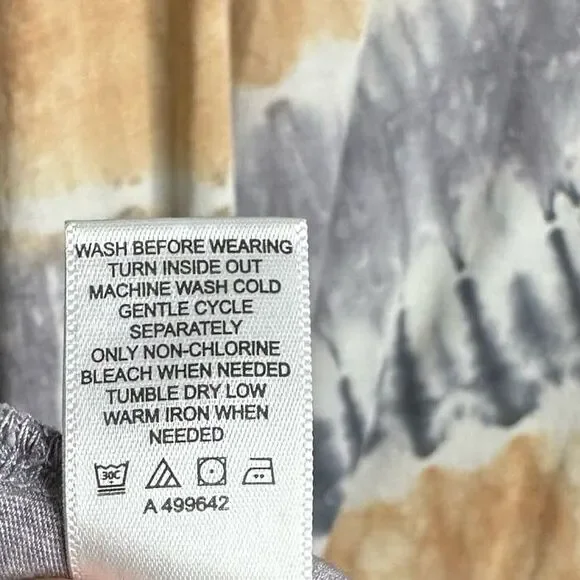 WASH BEFORE WEARING
TURN INSIDE OUT
MACHINE WASH COLD
GENTLE CYCLE
SEPARATELY
ONLY NON-CHLORINE
BLEACH WHEN NEEDED
TUMBLE DRY LOW
WARM IRON WHEN
NEEDED
30C
A 499642